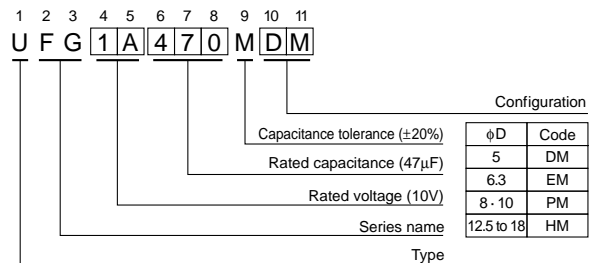 1 2 3 4 5 6 7 8 9 10 11
U F G 1 A 4 7 0 M D M
Configuration
Capacitance tolerance (±20%)
Rated capacitance (47µF)
Rated voltage (10V)
Series name
Type
φD Code
5 DM
6.3 EM
8 · 10 PM
12.5 to 18 HM